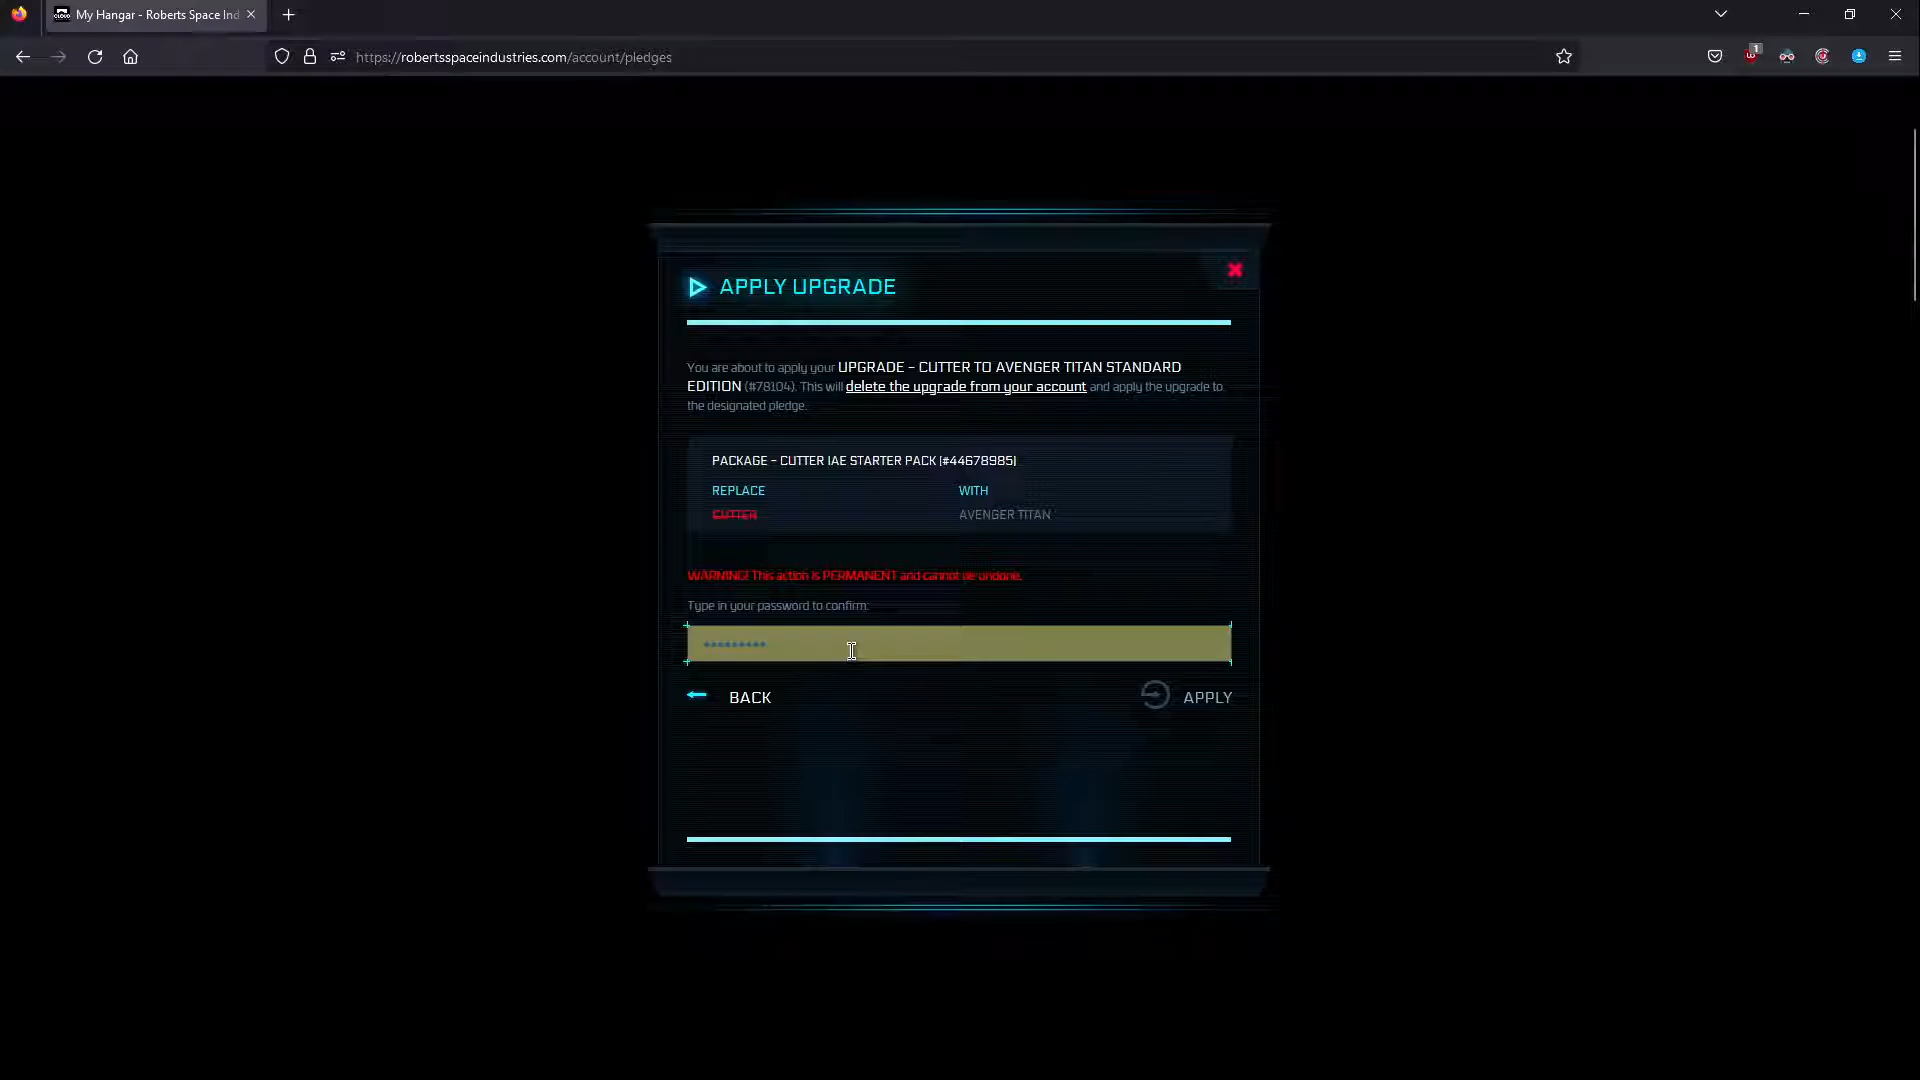 My Hangar - Roberts Space Ind
https://robertsspaceindustries.com/account/pledges
1
APPLY UPGRADE
You are about to apply your UPGRADE - CUTTER TO AVENGER TITAN STANDARD
EDITION (#78104). This will delete the upgrade from your account and apply the upgrade to
the designated pledge.
PACKAGE - CUTTER IAE STARTER PACK (#44678985)
REPLACE WITH
CUTTER AVENGER TITAN
WARNING! This action is PERMANENT and cannot be undone.
Type in your password to confirm:
BACK APPLY